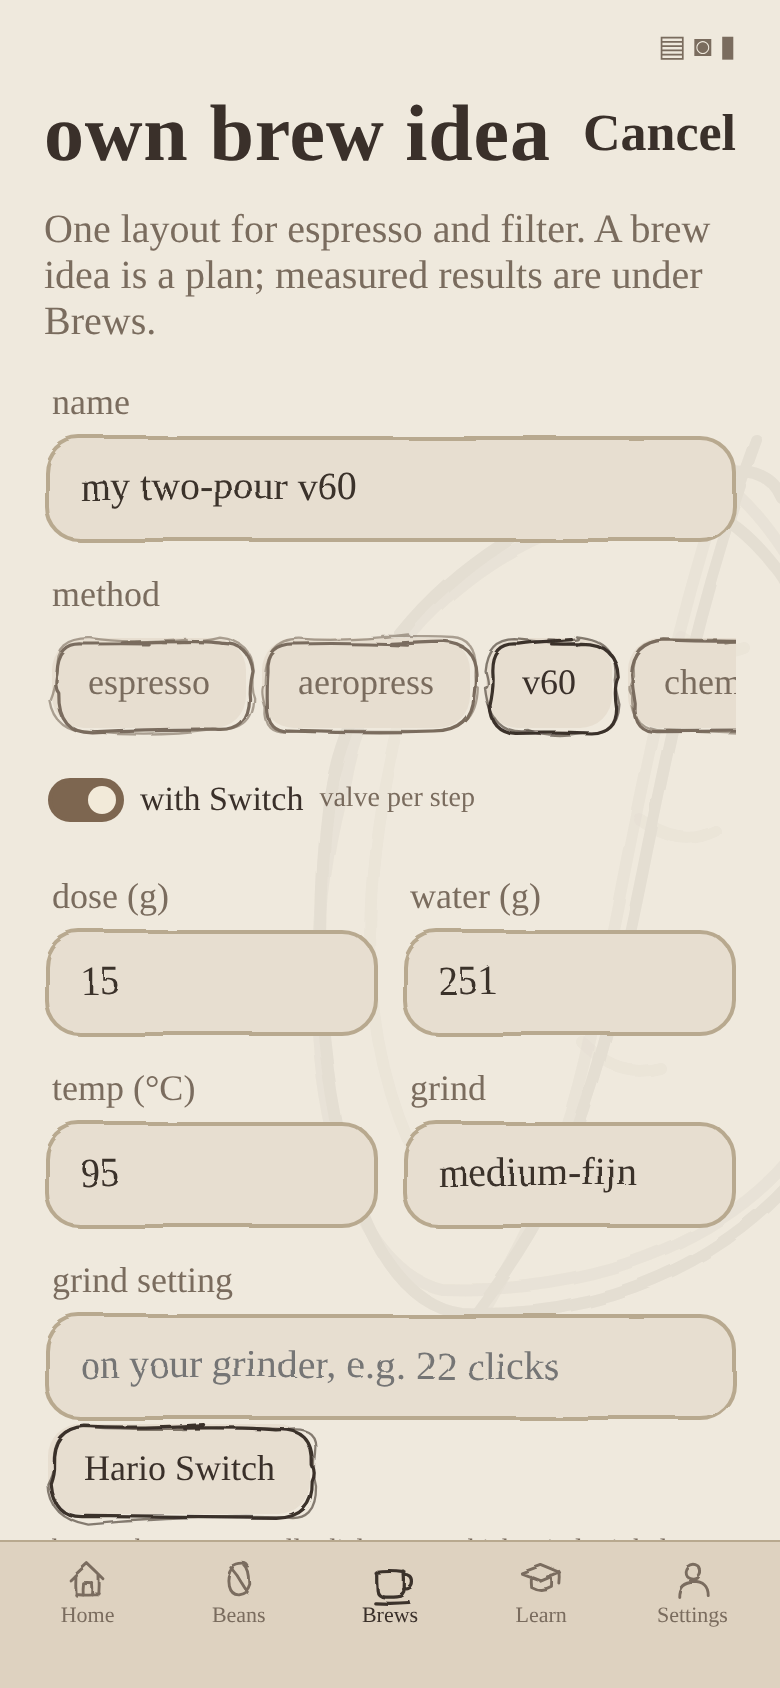 own brew idea Cancel
One layout for espresso and filter. A brew
idea is a plan; measured results are under
Brews.
name
my two-pour v60
method
espresso aeropress v60 chem
with Switch valve per step
dose (g) water (g)
15 251
temp (°C) grind
95 medium-fijn
grind setting
on your grinder, e.g. 22 clicks
Hario Switch
Home Beans Brews Learn Settings